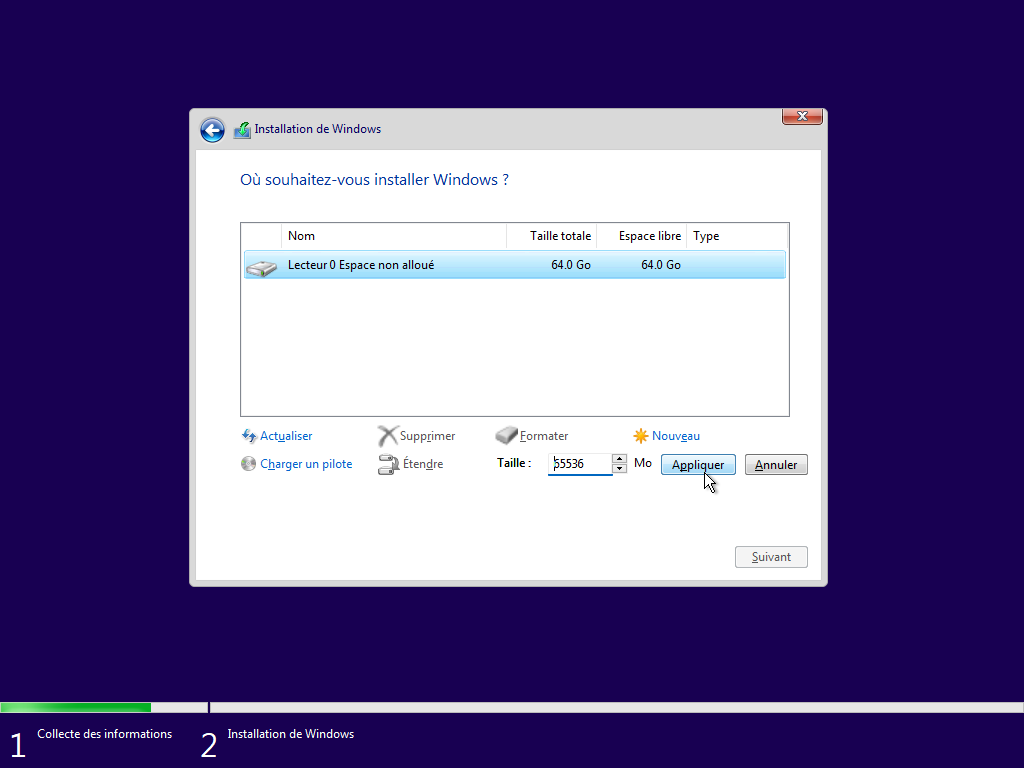 Installation de Windows
Où souhaitez-vous installer Windows ?
Nom Taille totale Espace libre Type
Lecteur 0 Espace non alloué 64.0 Go 64.0 Go
Actualiser Supprimer Formater Nouveau
Charger un pilote Étendre Taille : 65536 Mo Appliquer Annuler
Suivant
1 Collecte des informations 2 Installation de Windows